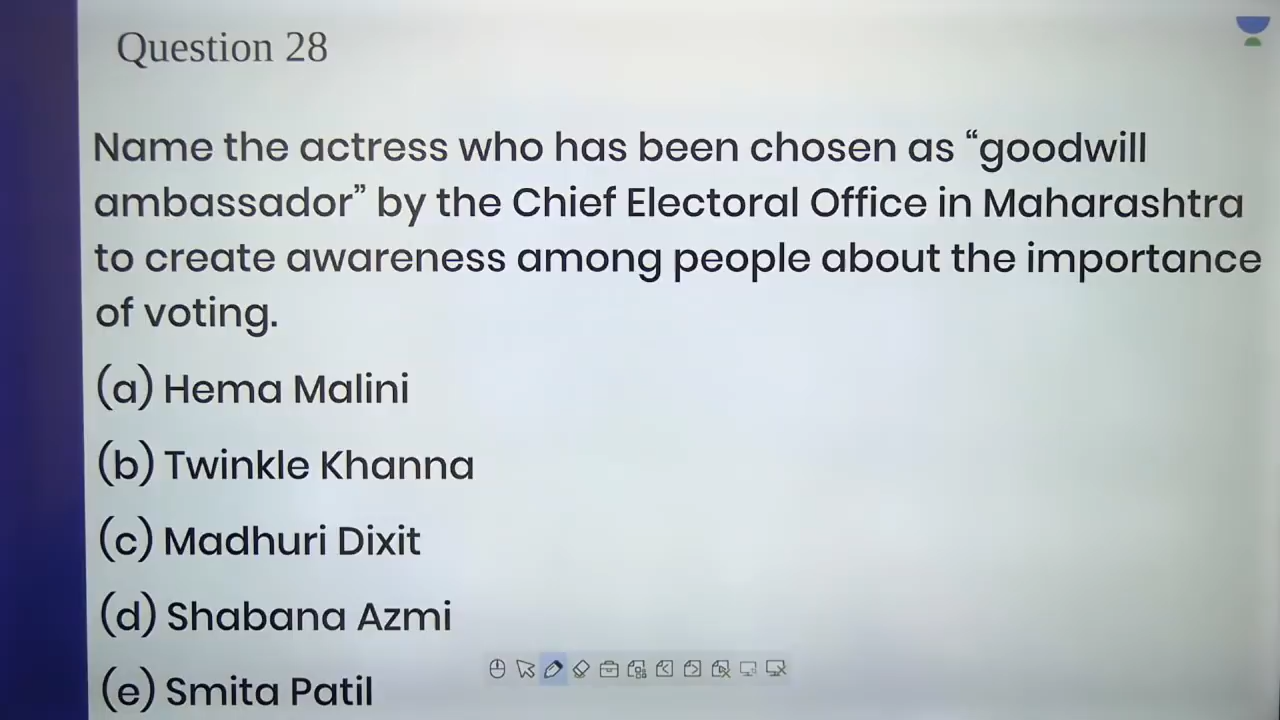 Question 28
Name the actress who has been chosen as “goodwill
ambassador” by the Chief Electoral Office in Maharashtra
to create awareness among people about the importance
of voting.
(a) Hema Malini
(b) Twinkle Khanna
(c) Madhuri Dixit
(d) Shabana Azmi
(e) Smita Patil